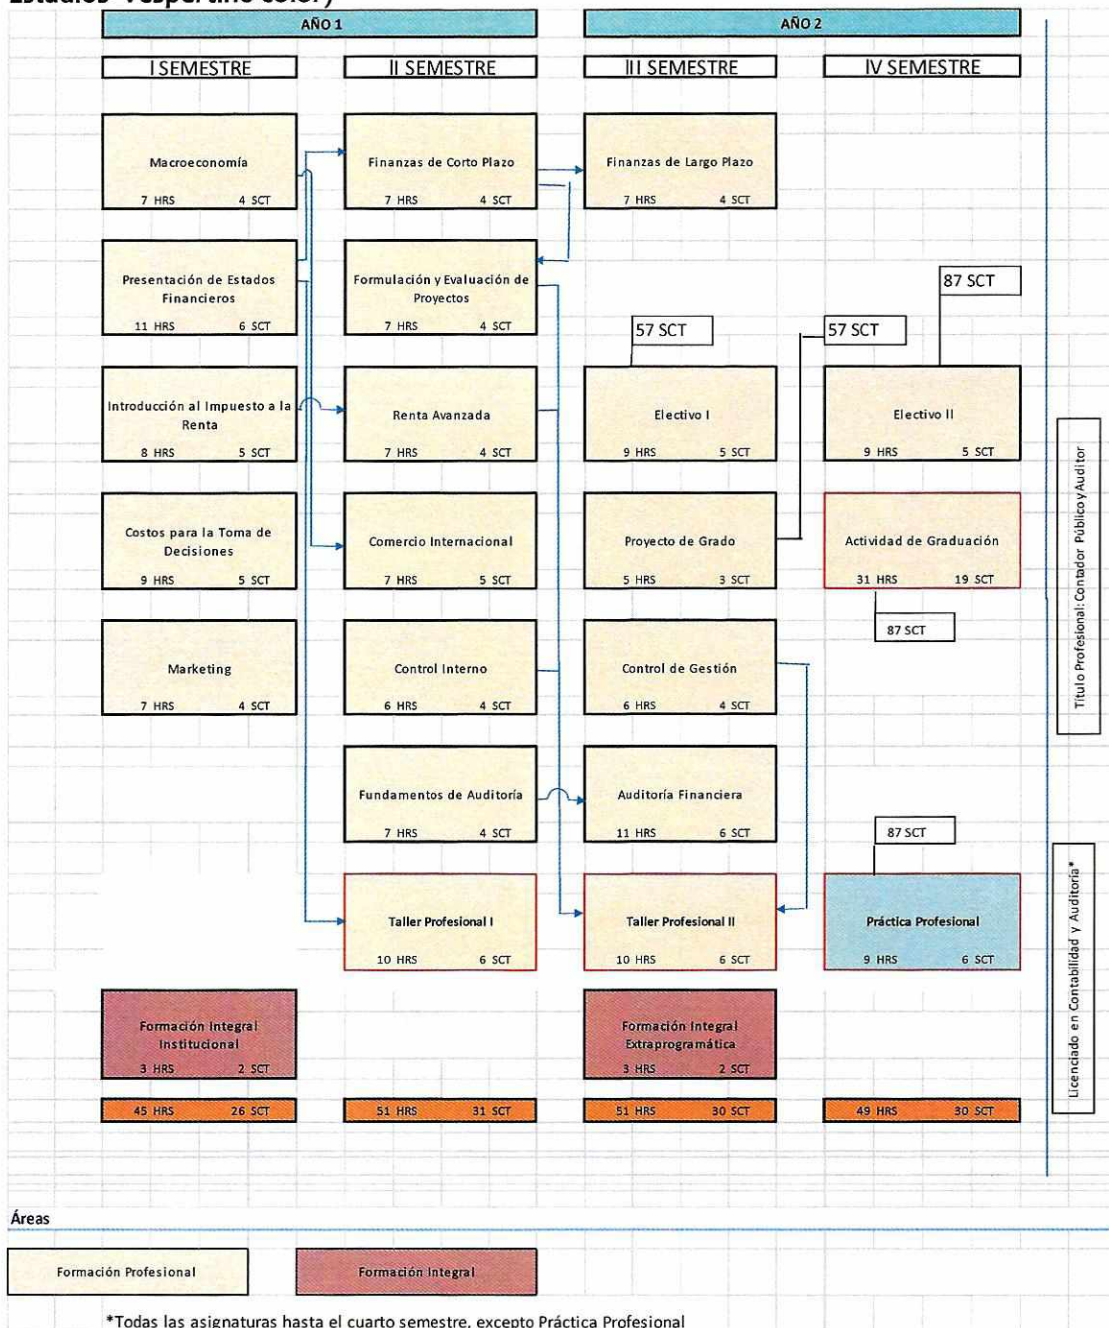 Estudios Vespertino color)
AÑO 1
AÑO 2
I SEMESTRE
II SEMESTRE
III SEMESTRE
IV SEMESTRE
Macroeconomía
7 HRS 4 SCT
Finanzas de Corto Plazo
7 HRS 4 SCT
Finanzas de Largo Plazo
7 HRS 4 SCT
Presentación de Estados
Financieros
11 HRS 6 SCT
Formulación y Evaluación de
Proyectos
7 HRS 4 SCT
87 SCT
57 SCT
57 SCT
Introducción al Impuesto a la
Renta
8 HRS 5 SCT
Renta Avanzada
7 HRS 4 SCT
Electivo I
9 HRS 5 SCT
Electivo II
9 HRS 5 SCT
Costos para la Toma de
Decisiones
9 HRS 5 SCT
Comercio Internacional
7 HRS 5 SCT
Proyecto de Grado
5 HRS 3 SCT
Actividad de Graduación
31 HRS 19 SCT
87 SCT
Marketing
7 HRS 4 SCT
Control Interno
6 HRS 4 SCT
Control de Gestión
6 HRS 4 SCT
Fundamentos de Auditoría
7 HRS 4 SCT
Auditoría Financiera
11 HRS 6 SCT
87 SCT
Taller Profesional I
10 HRS 6 SCT
Taller Profesional II
10 HRS 6 SCT
Práctica Profesional
9 HRS 6 SCT
Formación Integral
Institucional
3 HRS 2 SCT
Formación Integral
Extraprogramática
3 HRS 2 SCT
45 HRS 26 SCT
51 HRS 31 SCT
51 HRS 30 SCT
49 HRS 30 SCT
Título Profesional: Contador Público y Auditor
Licenciado en Contabilidad y Auditoría*
Áreas
Formación Profesional
Formación Integral
*Todas las asignaturas hasta el cuarto semestre, excepto Práctica Profesional